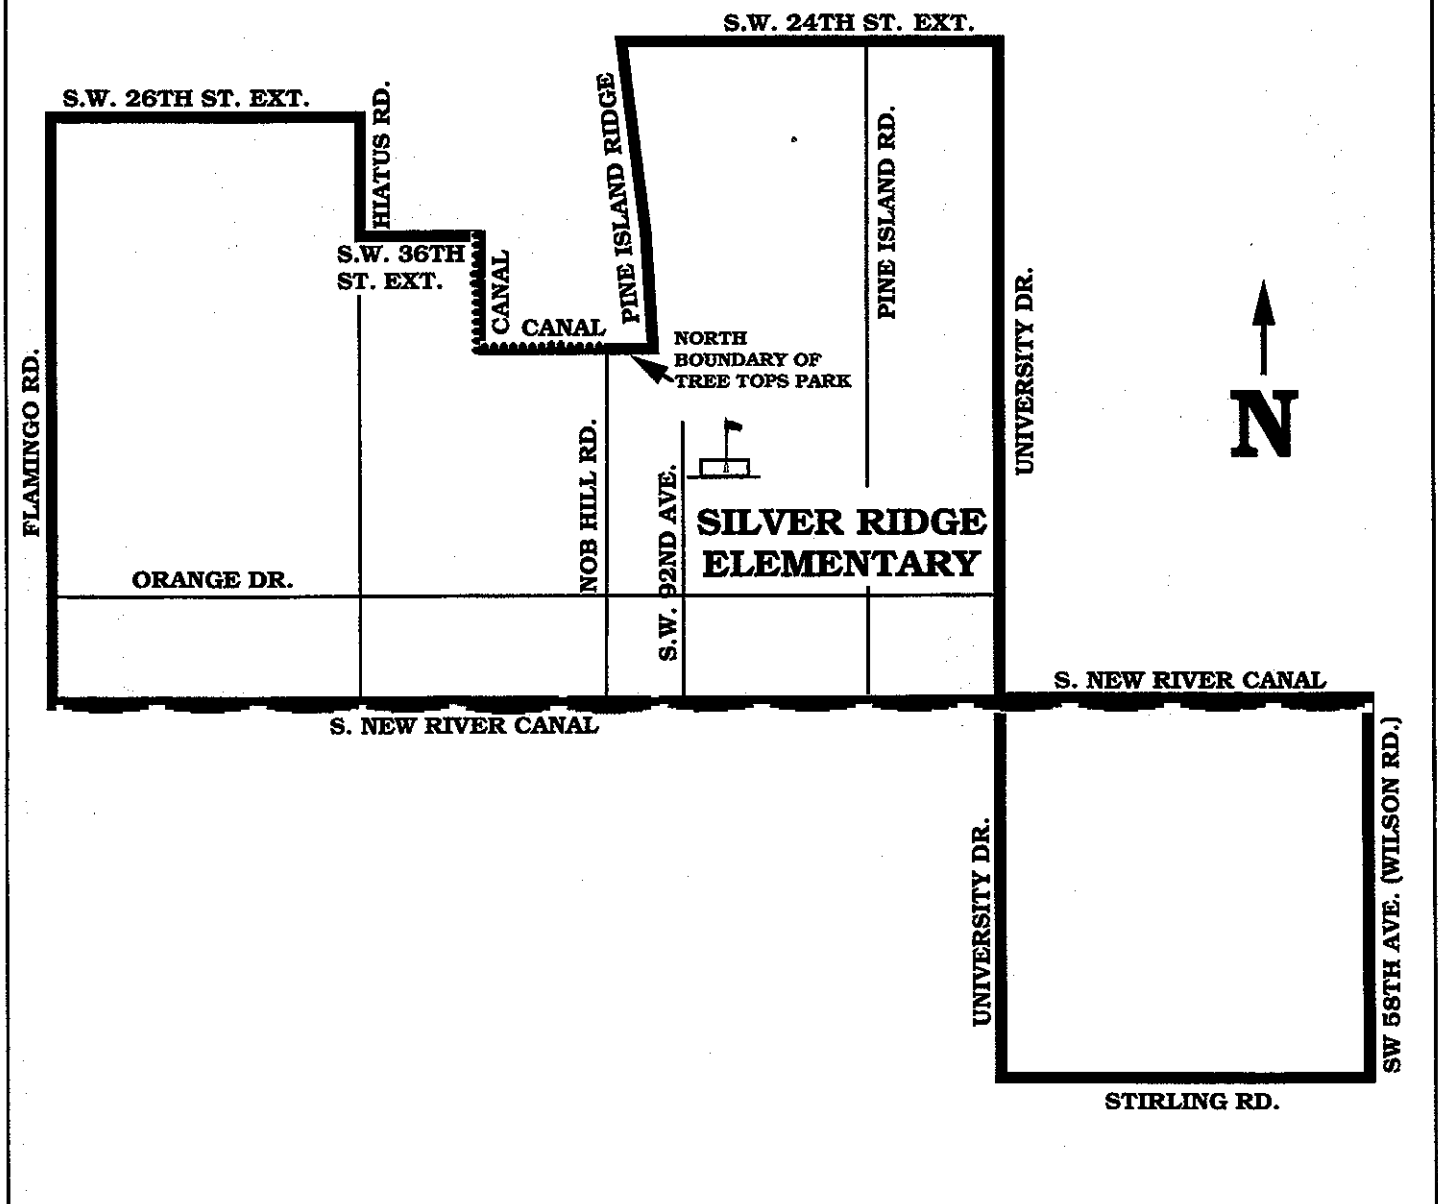 S.W. 24TH ST. EXT.
S.W. 26TH ST. EXT.
HIATUS RD.
PINE ISLAND RIDGE
PINE ISLAND RD.
S.W. 36TH
ST. EXT.
CANAL
CANAL
NORTH
BOUNDARY OF
TREE TOPS PARK
UNIVERSITY DR.
FLAMINGO RD.
N
NOB HILL RD.
S.W. 92ND AVE.
SILVER RIDGE
ELEMENTARY
ORANGE DR.
S. NEW RIVER CANAL
S. NEW RIVER CANAL
UNIVERSITY DR.
SW 58TH AVE. (WILSON RD.)
STIRLING RD.